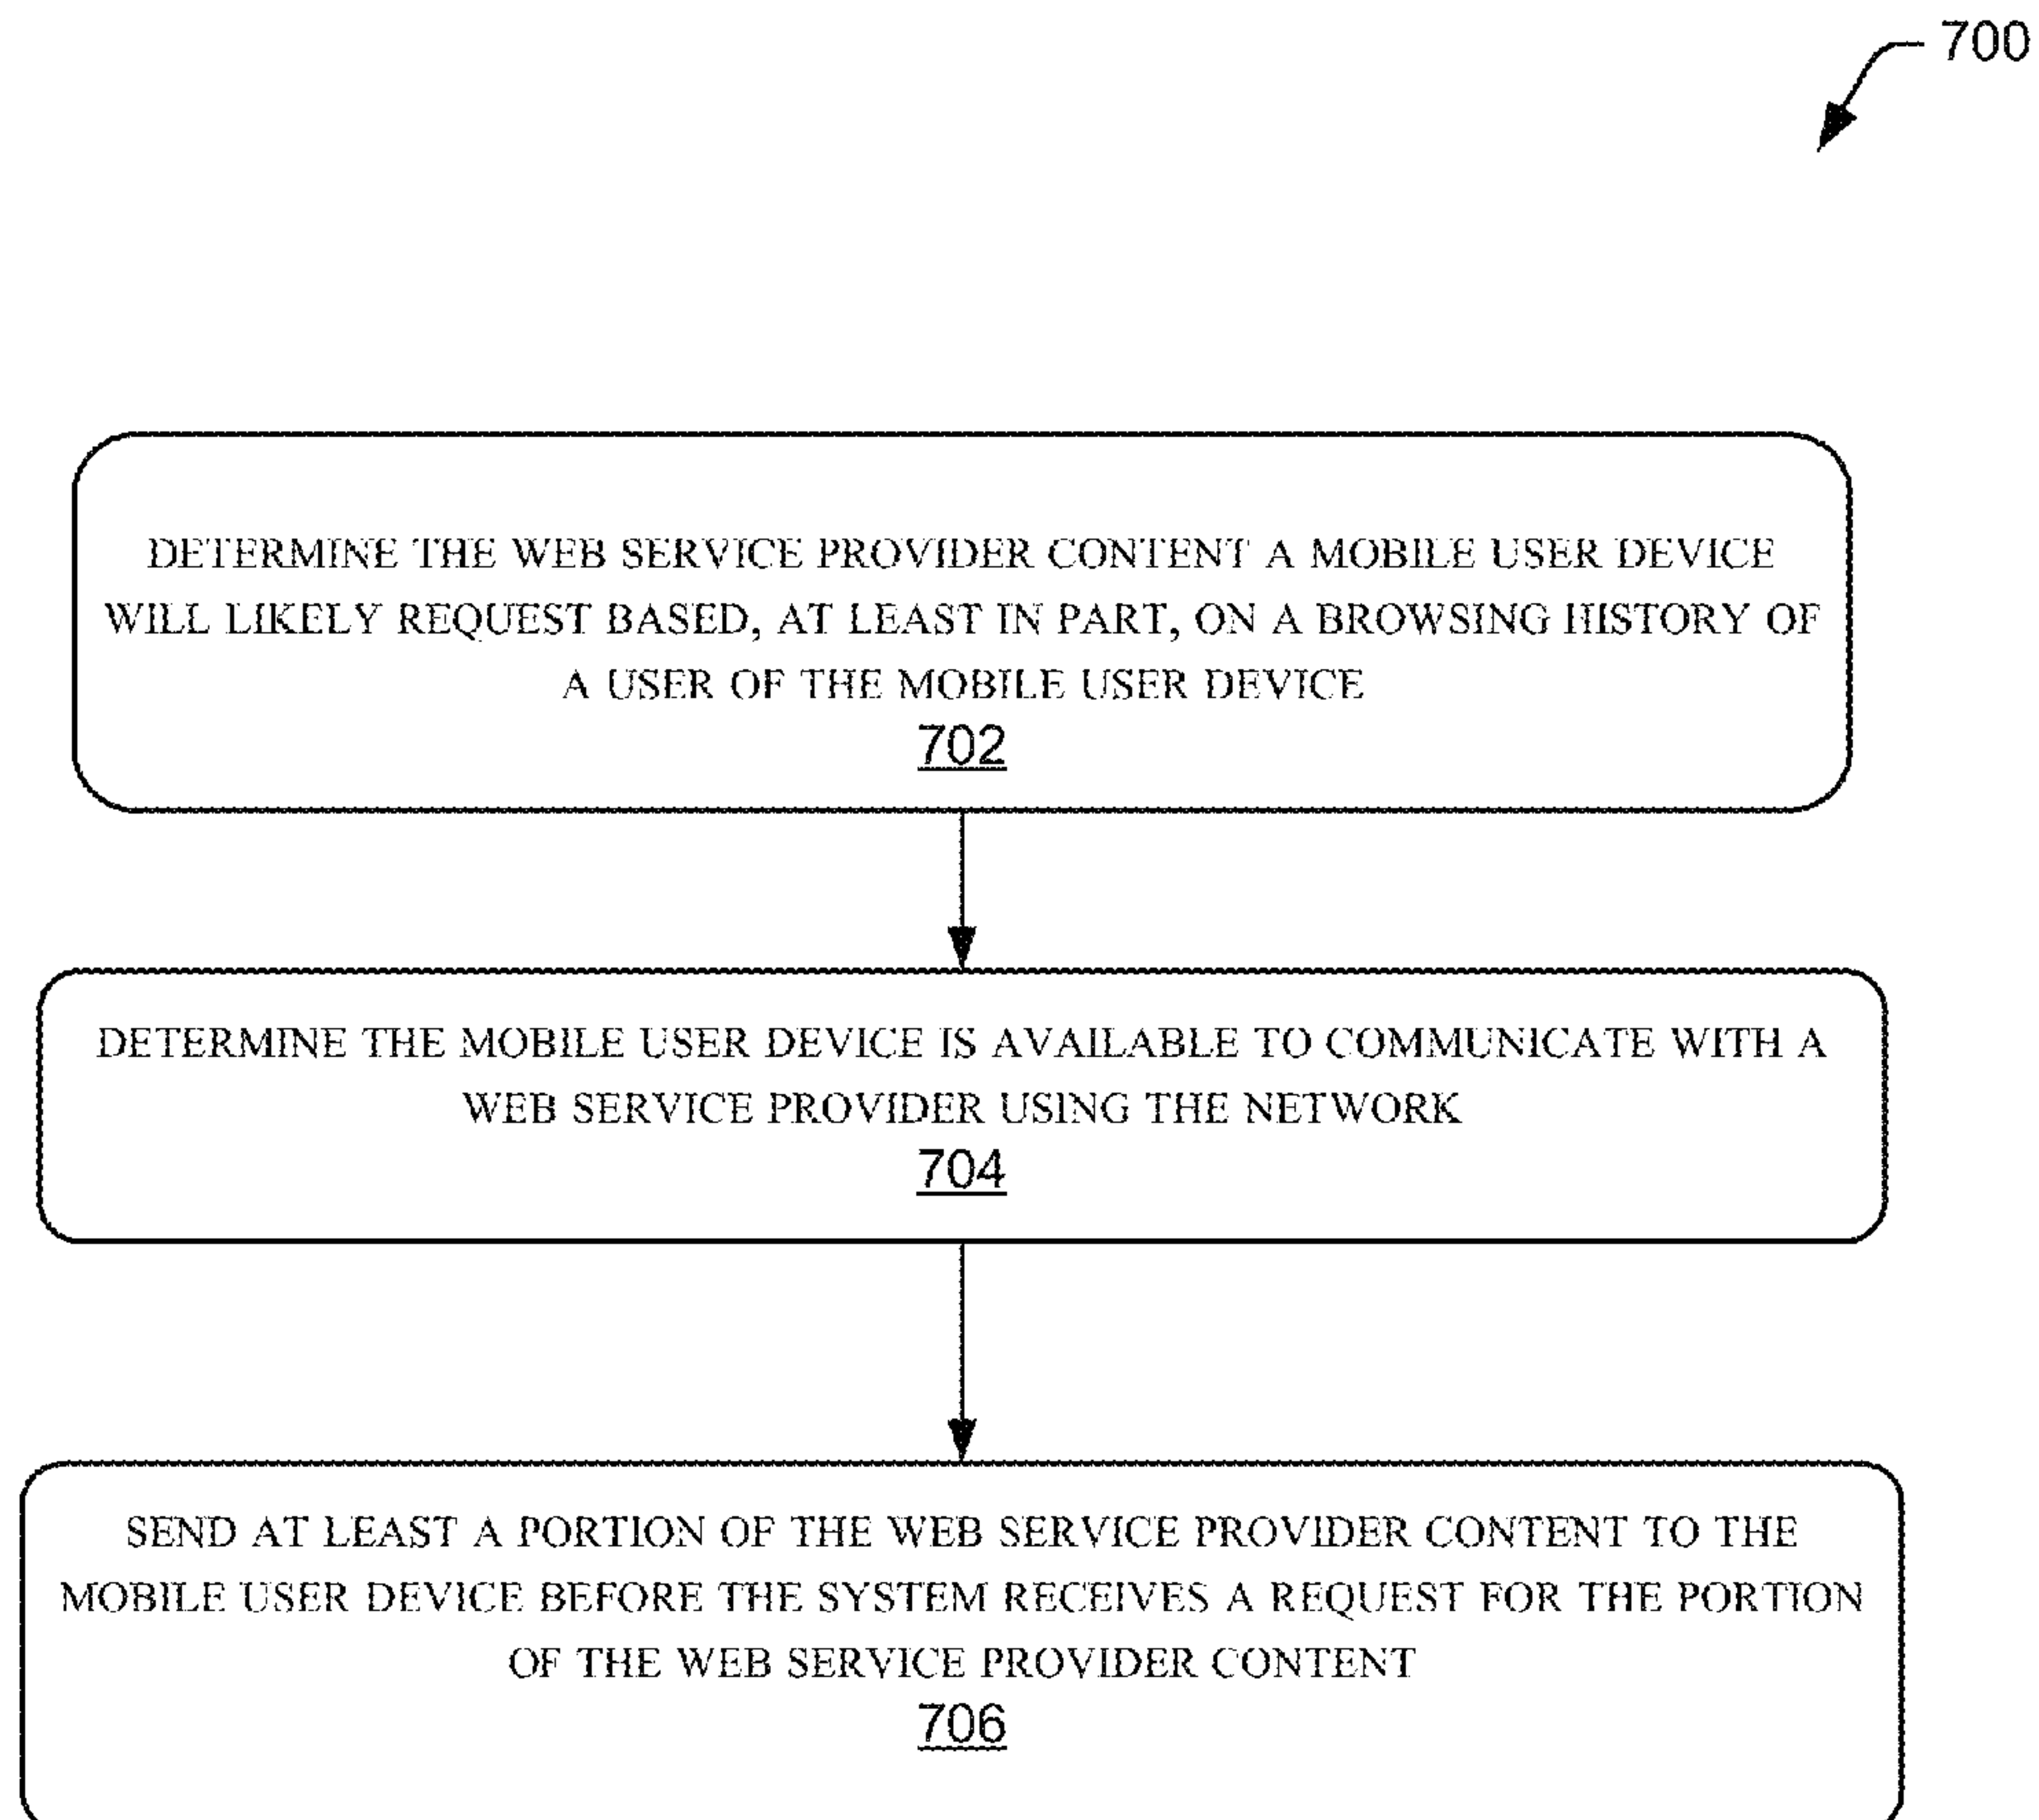 700
DETERMINE THE WEB SERVICE PROVIDER CONTENT A MOBILE USER DEVICE
WILL LIKELY REQUEST BASED, AT LEAST IN PART, ON A BROWSING HISTORY OF
A USER OF THE MOBILE USER DEVICE
702
DETERMINE THE MOBILE USER DEVICE IS AVAILABLE TO COMMUNICATE WITH A
WEB SERVICE PROVIDER USING THE NETWORK
704
SEND AT LEAST A PORTION OF THE WEB SERVICE PROVIDER CONTENT TO THE
MOBILE USER DEVICE BEFORE THE SYSTEM RECEIVES A REQUEST FOR THE PORTION
OF THE WEB SERVICE PROVIDER CONTENT
706